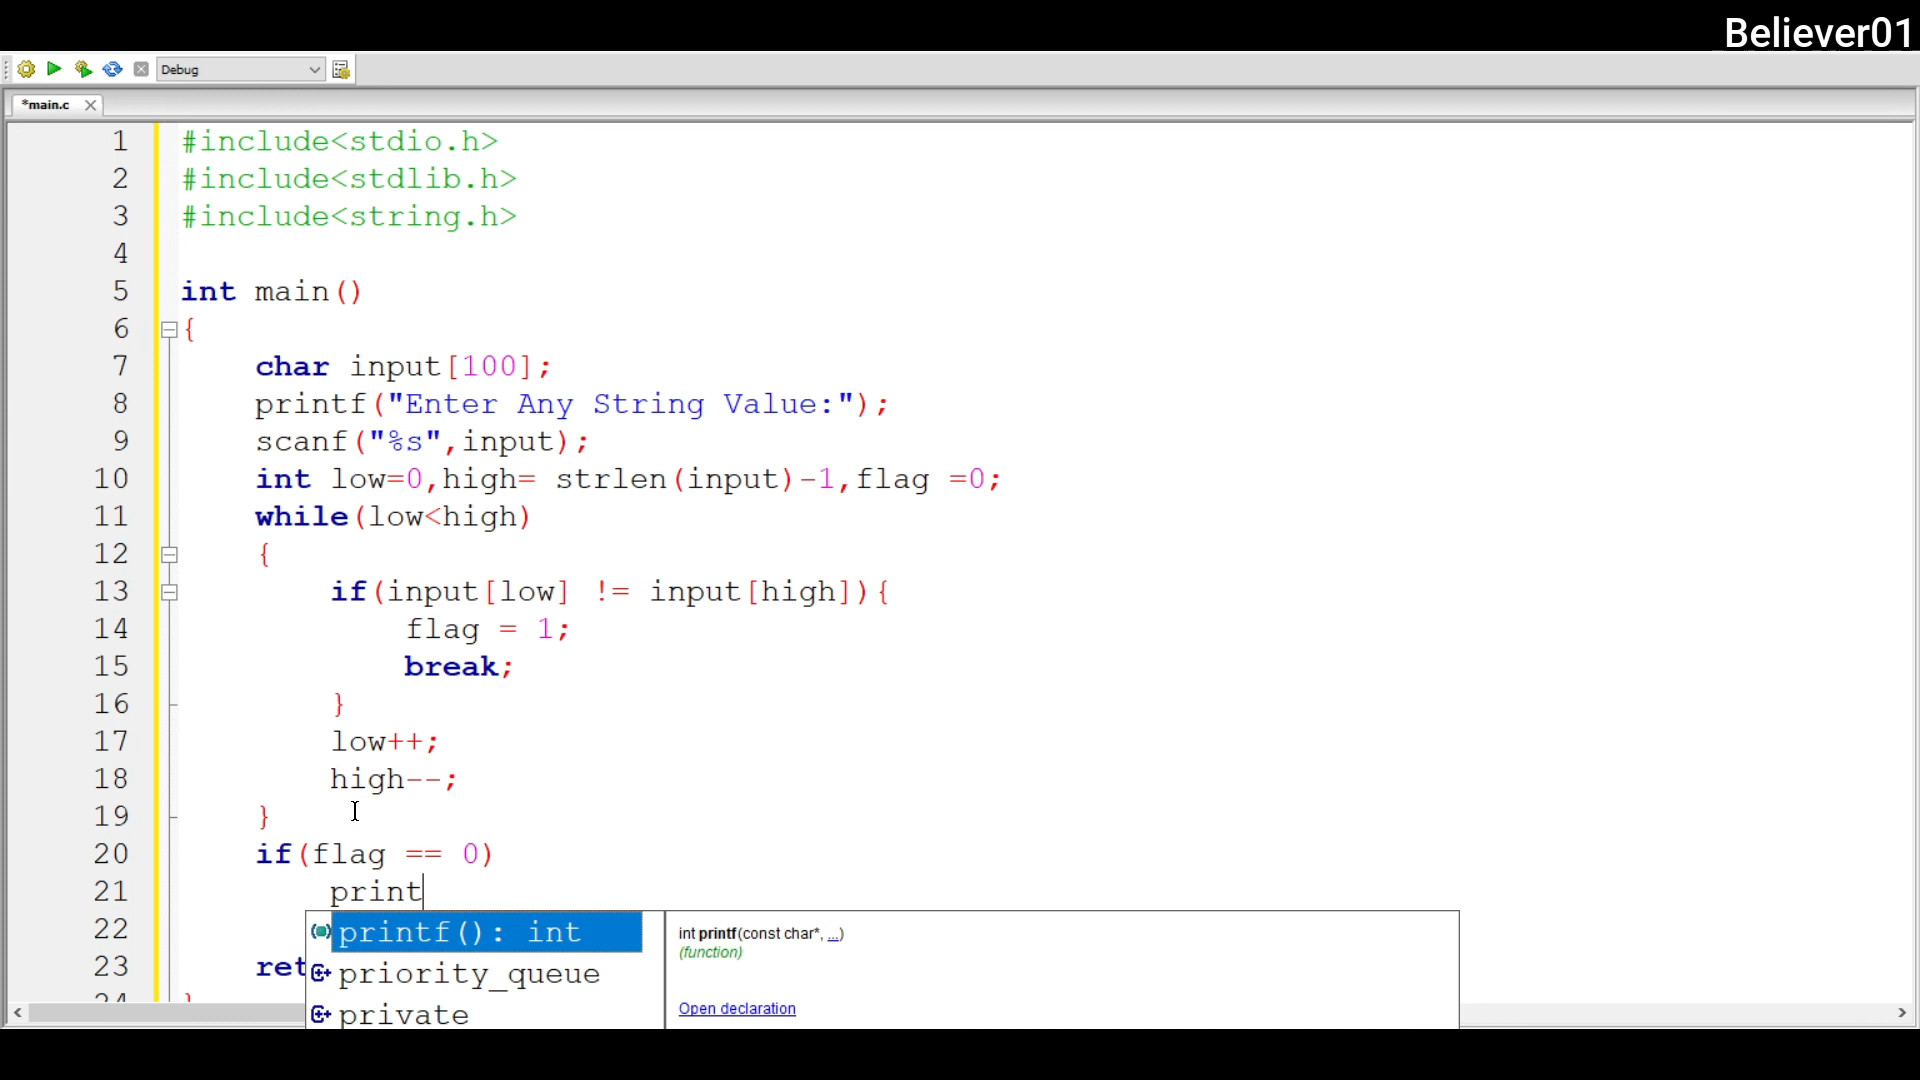 Believer01
Debug
*main.c
1 #include<stdio.h>
2 #include<stdlib.h>
3 #include<string.h>
4
5 int main()
6 {
7 char input[100];
8 printf("Enter Any String Value:");
9 scanf("%s",input);
10 int low=0,high= strlen(input)-1,flag =0;
11 while(low<high)
12 {
13 if(input[low] != input[high]){
14 flag = 1;
15 break;
16 }
17 low++;
18 high--;
19 }
20 if(flag == 0)
21 print
22 printf(): int
int printf(const char*, ...)
(function)
23 ret
priority_queue
24 }
private
Open declaration